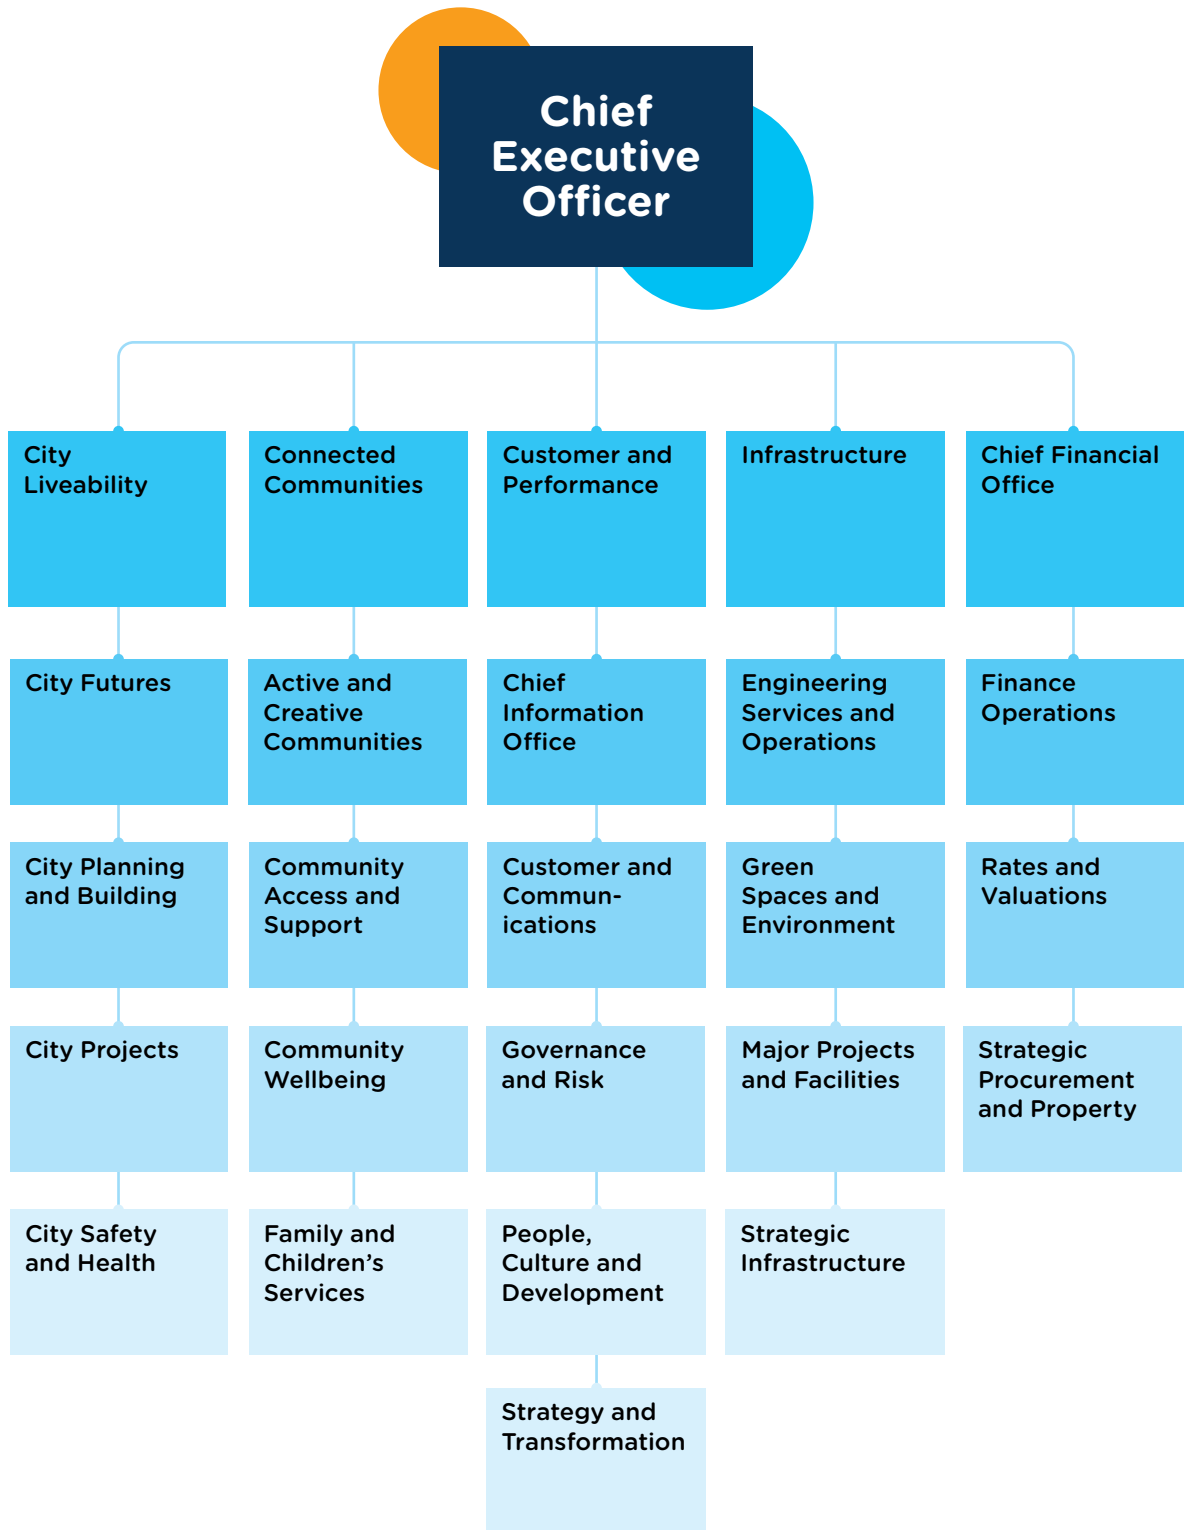 Chief
Executive
Officer
City
Liveability
Connected
Communities
Customer and
Performance
Infrastructure
Chief Financial
Office
City Futures
Active and
Creative
Communities
Chief
Information
Office
Engineering
Services and
Operations
Finance
Operations
City Planning
and Building
Community
Access and
Support
Customer and
Commun-
ications
Green
Spaces and
Environment
Rates and
Valuations
City Projects
Community
Wellbeing
Governance
and Risk
Major Projects
and Facilities
Strategic
Procurement
and Property
City Safety
and Health
Family and
Children’s
Services
People,
Culture and
Development
Strategic
Infrastructure
Strategy and
Transformation